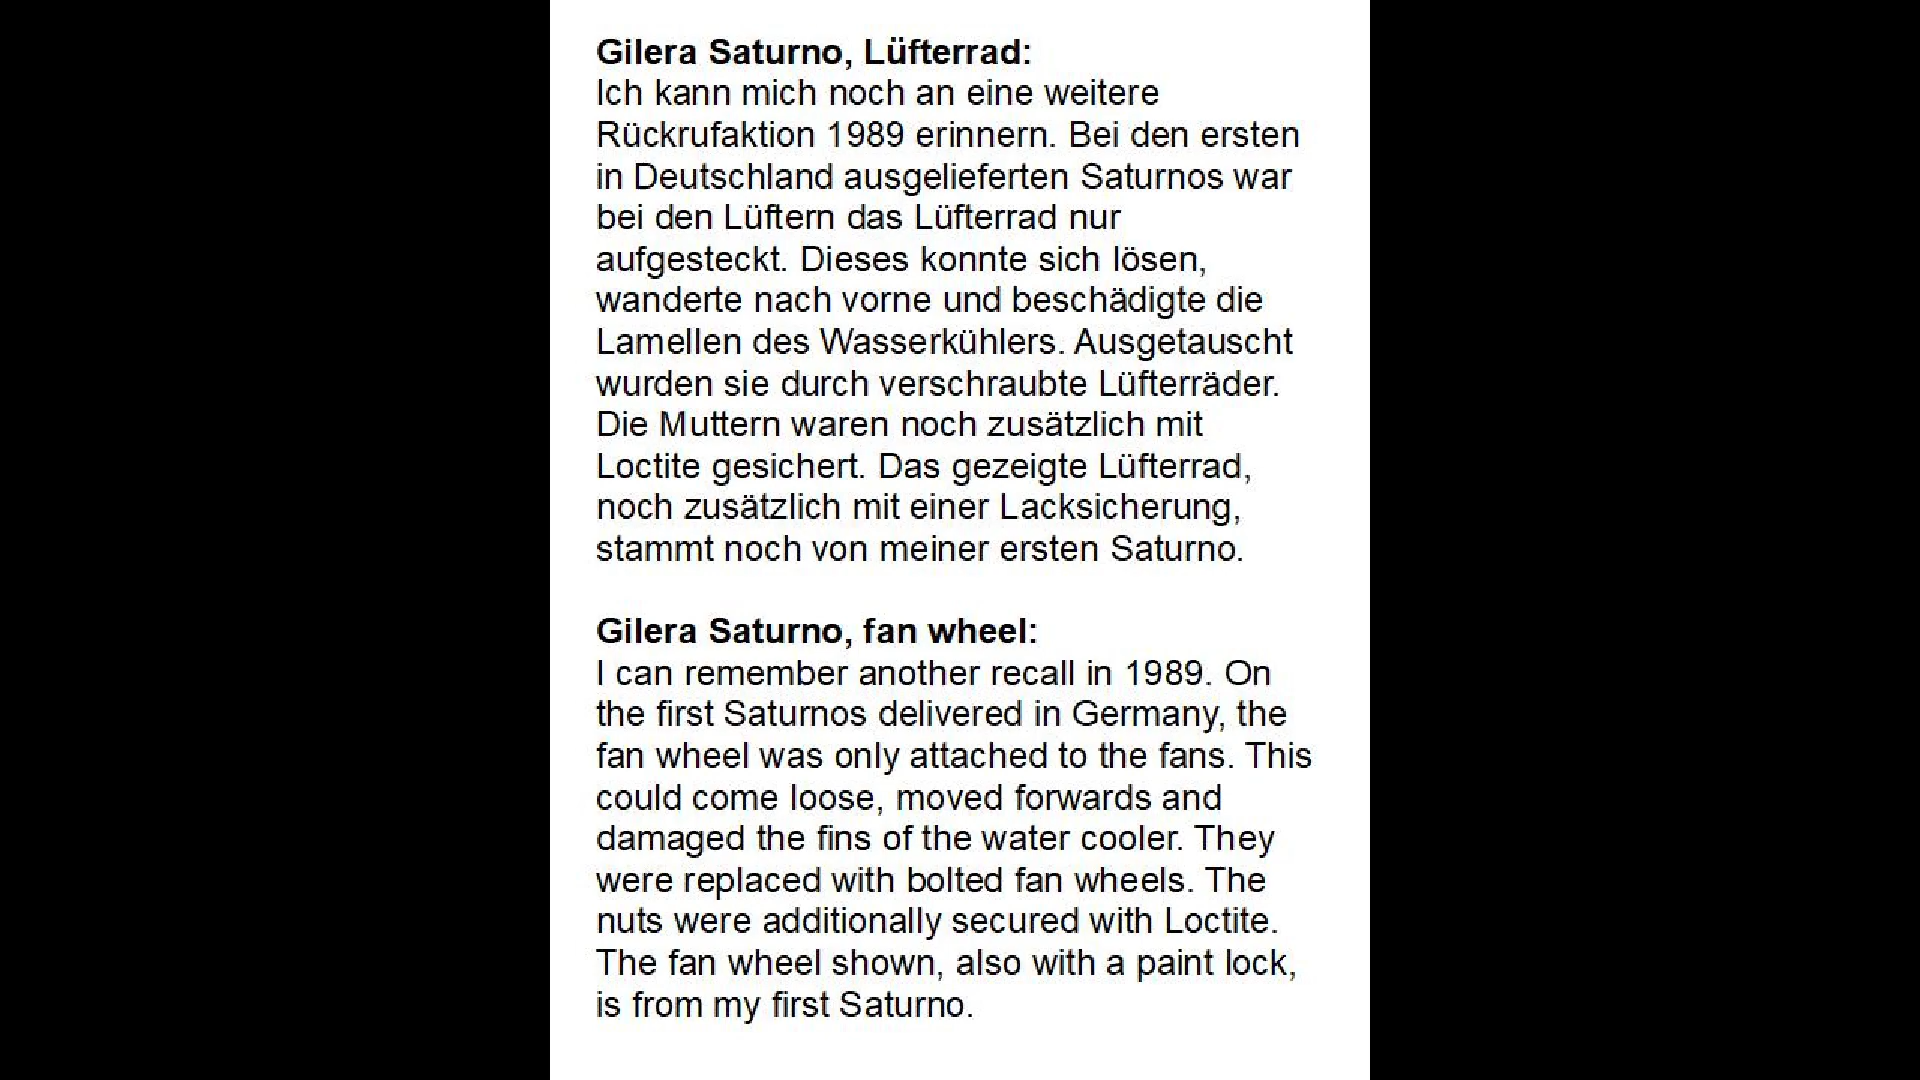 Gilera Saturno, Lüfterrad:
Ich kann mich noch an eine weitere
Rückrufaktion 1989 erinnern. Bei den ersten
in Deutschland ausgelieferten Saturnos war
bei den Lüftern das Lüfterrad nur
aufgesteckt. Dieses konnte sich lösen,
wanderte nach vorne und beschädigte die
Lamellen des Wasserkühlers. Ausgetauscht
wurden sie durch verschraubte Lüfterräder.
Die Muttern waren noch zusätzlich mit
Loctite gesichert. Das gezeigte Lüfterrad,
noch zusätzlich mit einer Lacksicherung,
stammt noch von meiner ersten Saturno.
Gilera Saturno, fan wheel:
I can remember another recall in 1989. On
the first Saturnos delivered in Germany, the
fan wheel was only attached to the fans. This
could come loose, moved forwards and
damaged the fins of the water cooler. They
were replaced with bolted fan wheels. The
nuts were additionally secured with Loctite.
The fan wheel shown, also with a paint lock,
is from my first Saturno.